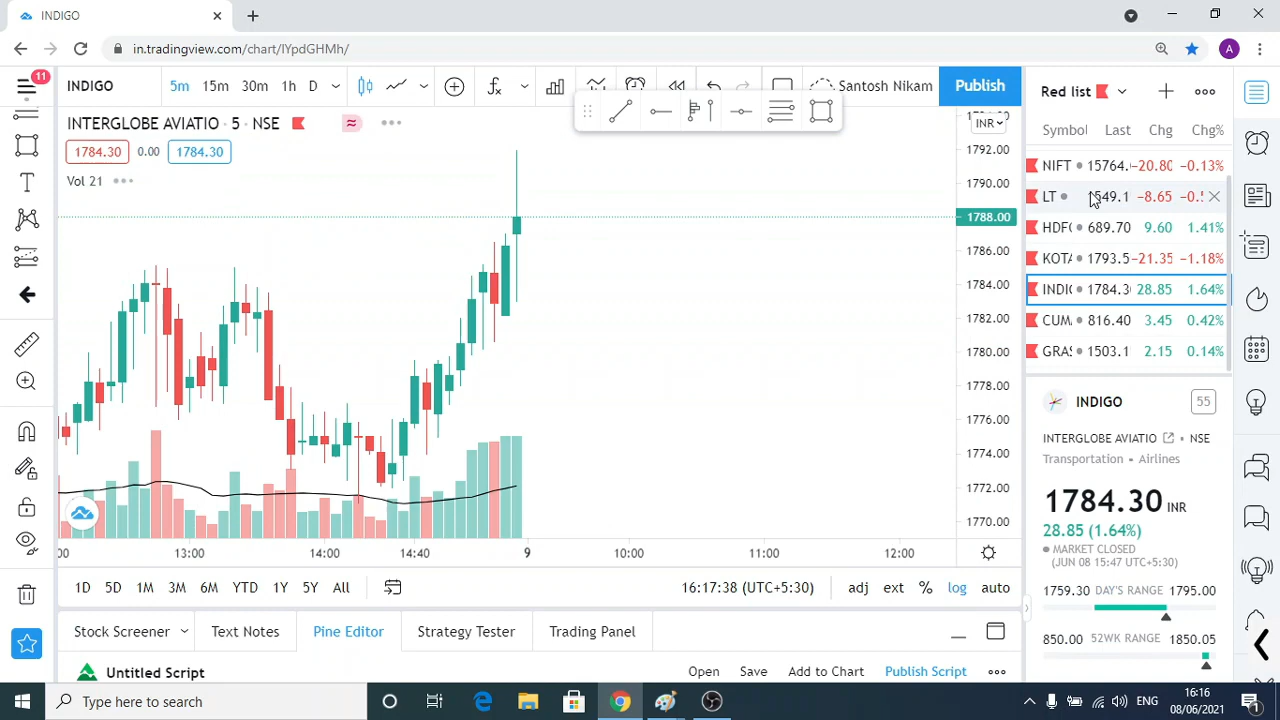 INDIGO
in.tradingview.com/chart/IYpdGHMh/
A
11
INDIGO
5m 15m 30m 1h D
Santosh Nikam
Publish
INTERGLOBE AVIATIO · 5 · NSE
1784.30 0.00 1784.30
Vol 21
INR
1792.00
1790.00
1788.00
1786.00
1784.00
1782.00
1780.00
1778.00
1776.00
1774.00
1772.00
1770.00
13:00 14:00 14:40 9 10:00 11:00 12:00
1D 5D 1M 3M 6M YTD 1Y 5Y All
16:17:38 (UTC+5:30) adj ext % log auto
Stock Screener Text Notes Pine Editor Strategy Tester Trading Panel
Untitled Script
Open Save Add to Chart Publish Script
Red list
Symbol Last Chg Chg%
NIFT 15764. -20.80 -0.13%
LT -8.65
HDFC 689.70 9.60 1.41%
KOTA 1793.5 -21.35 -1.18%
INDIG 1784.3 28.85 1.64%
CUM 816.40 3.45 0.42%
GRAS 1503.1 2.15 0.14%
INDIGO 55
INTERGLOBE AVIATIO • NSE
Transportation • Airlines
1784.30 INR
28.85 (1.64%)
MARKET CLOSED
(JUN 08 15:47 UTC+5:30)
1759.30 DAY'S RANGE 1795.00
850.00 52WK RANGE 1850.05
Type here to search
ENG
16:16
08/06/2021
1